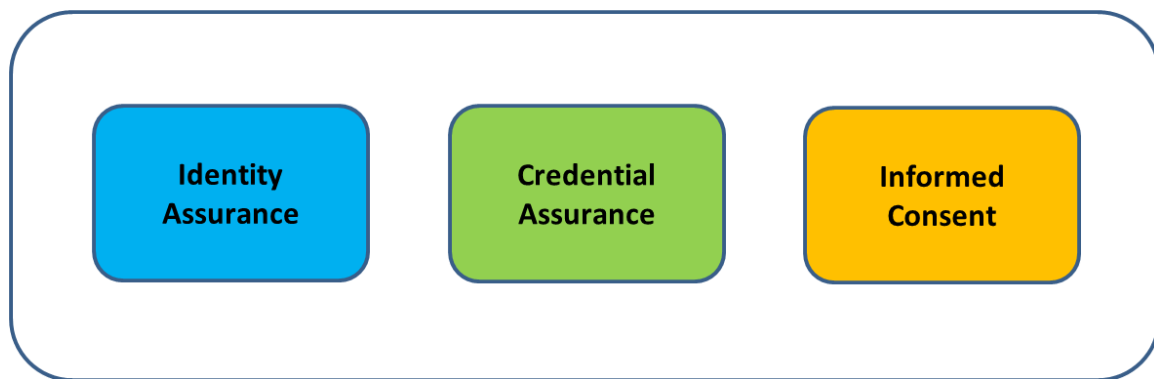 Identity
Assurance
Credential
Assurance
Informed
Consent